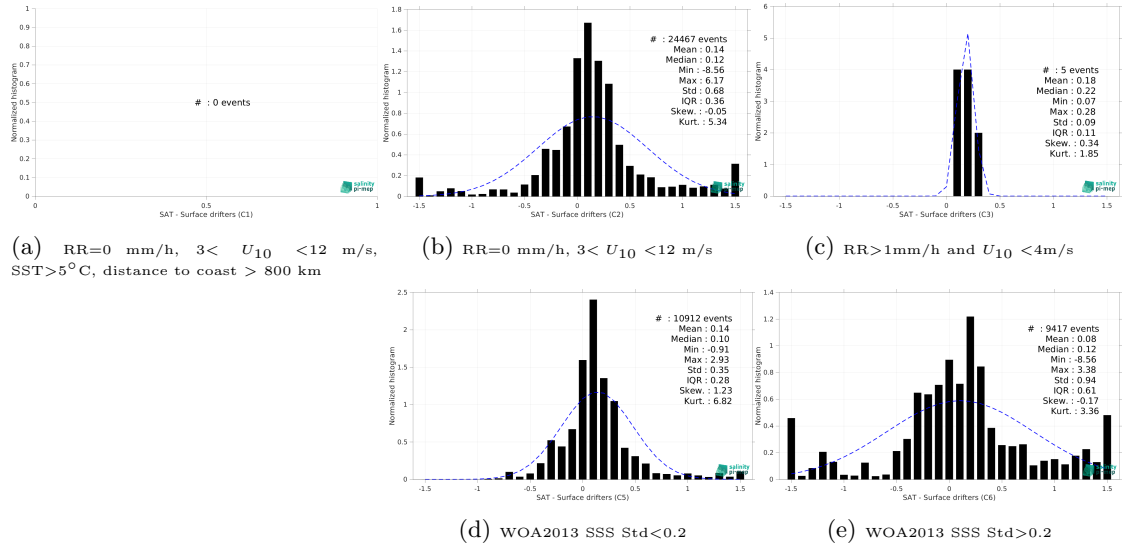 1
0.9
0.8
0.7
0.6
0.5
0.4
0.3
0.2
0.1
0
Normalized histogram
# : 0 events
salinity
pi-mep
0 0.5 1
SAT - Surface drifters (C1)
(a) RR=0 mm/h, 3< U10 <12 m/s,
SST>5°C, distance to coast > 800 km
1.8
1.6
1.4
1.2
1
0.8
0.6
0.4
0.2
0
Normalized histogram
# : 24467 events
Mean : 0.14
Median : 0.12
Min : -8.56
Max : 6.17
Std : 0.68
IQR : 0.36
Skew. : -0.05
Kurt. : 5.34
salinity
pi-mep
-1.5 -1 -0.5 0 0.5 1 1.5
SAT - Surface drifters (C2)
(b) RR=0 mm/h, 3< U10 <12 m/s
6
5
4
3
2
1
0
Normalized histogram
# : 5 events
Mean : 0.18
Median : 0.22
Min : 0.07
Max : 0.28
Std : 0.09
IQR : 0.11
Skew. : 0.34
Kurt. : 1.85
salinity
pi-mep
-1.5 -1 -0.5 0 0.5 1 1.5
SAT - Surface drifters (C3)
(c) RR>1mm/h and U10 <4m/s
2.5
2
1.5
1
0.5
0
Normalized histogram
# : 10912 events
Mean : 0.14
Median : 0.10
Min : -0.91
Max : 2.93
Std : 0.35
IQR : 0.28
Skew. : 1.23
Kurt. : 6.82
salinity
pi-mep
-1.5 -1 -0.5 0 0.5 1 1.5
SAT - Surface drifters (C5)
(d) WOA2013 SSS Std<0.2
1.4
1.2
1
0.8
0.6
0.4
0.2
0
Normalized histogram
# : 9417 events
Mean : 0.08
Median : 0.12
Min : -8.56
Max : 3.38
Std : 0.94
IQR : 0.61
Skew. : -0.17
Kurt. : 3.36
salinity
pi-mep
-1.5 -1 -0.5 0 0.5 1 1.5
SAT - Surface drifters (C6)
(e) WOA2013 SSS Std>0.2